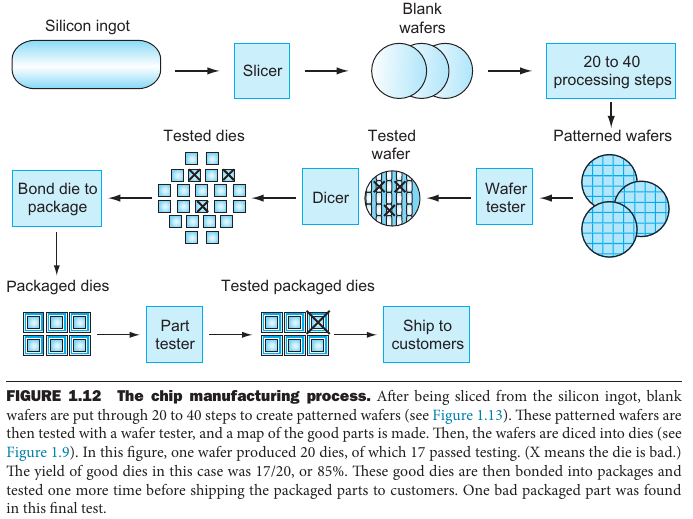 Silicon ingot
Slicer
Blank
wafers
20 to 40
processing steps
Tested dies
Tested
wafer
Patterned wafers
Bond die to
package
Dicer
Wafer
tester
Packaged dies
Tested packaged dies
Part
tester
Ship to
customers
FIGURE 1.12 The chip manufacturing process. After being sliced from the silicon ingot, blank
wafers are put through 20 to 40 steps to create patterned wafers (see Figure 1.13). These patterned wafers are
then tested with a wafer tester, and a map of the good parts is made. Then, the wafers are diced into dies (see
Figure 1.9). In this figure, one wafer produced 20 dies, of which 17 passed testing. (X means the die is bad.)
The yield of good dies in this case was 17/20, or 85%. These good dies are then bonded into packages and
tested one more time before shipping the packaged parts to customers. One bad packaged part was found
in this final test.